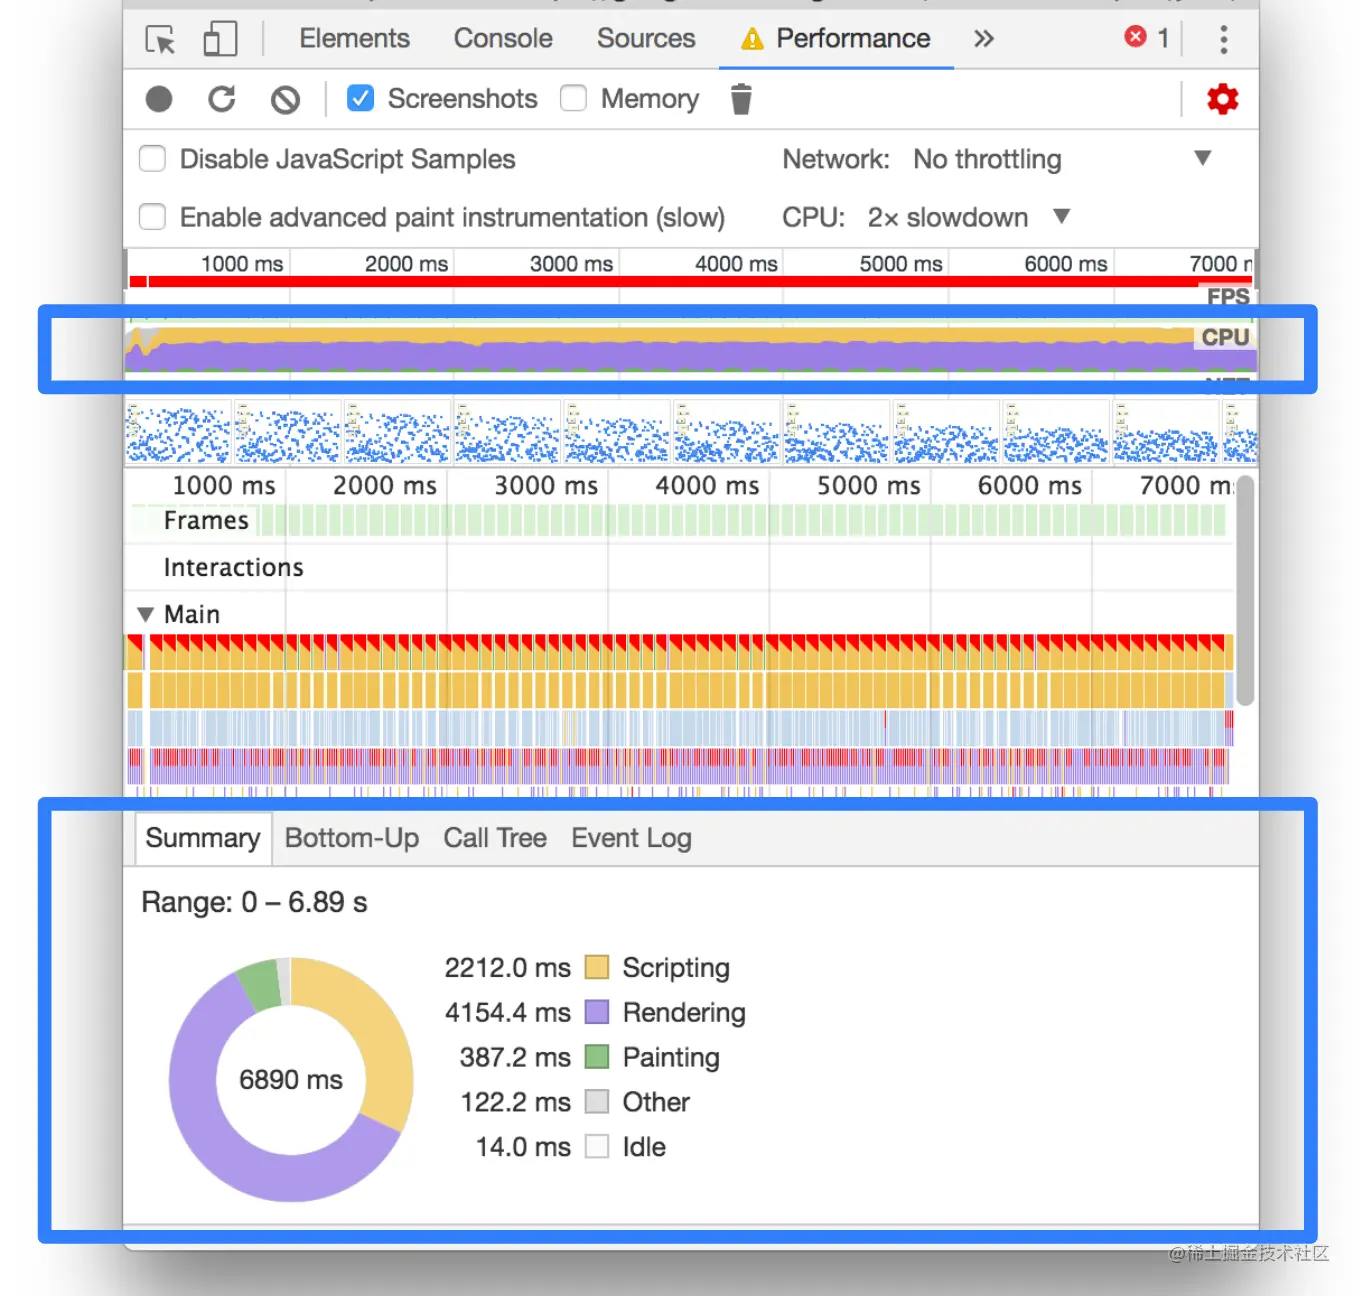 Elements Console Sources Performance » 1
Screenshots Memory
Disable JavaScript Samples Network: No throttling
Enable advanced paint instrumentation (slow) CPU: 2× slowdown
1000 ms 2000 ms 3000 ms 4000 ms 5000 ms 6000 ms 7000 m
FPS
CPU
1000 ms 2000 ms 3000 ms 4000 ms 5000 ms 6000 ms 7000 m
Frames
Interactions
Main
Summary Bottom-Up Call Tree Event Log
Range: 0 – 6.89 s
6890 ms
2212.0 ms Scripting
4154.4 ms Rendering
387.2 ms Painting
122.2 ms Other
14.0 ms Idle
@稀土掘金技术社区